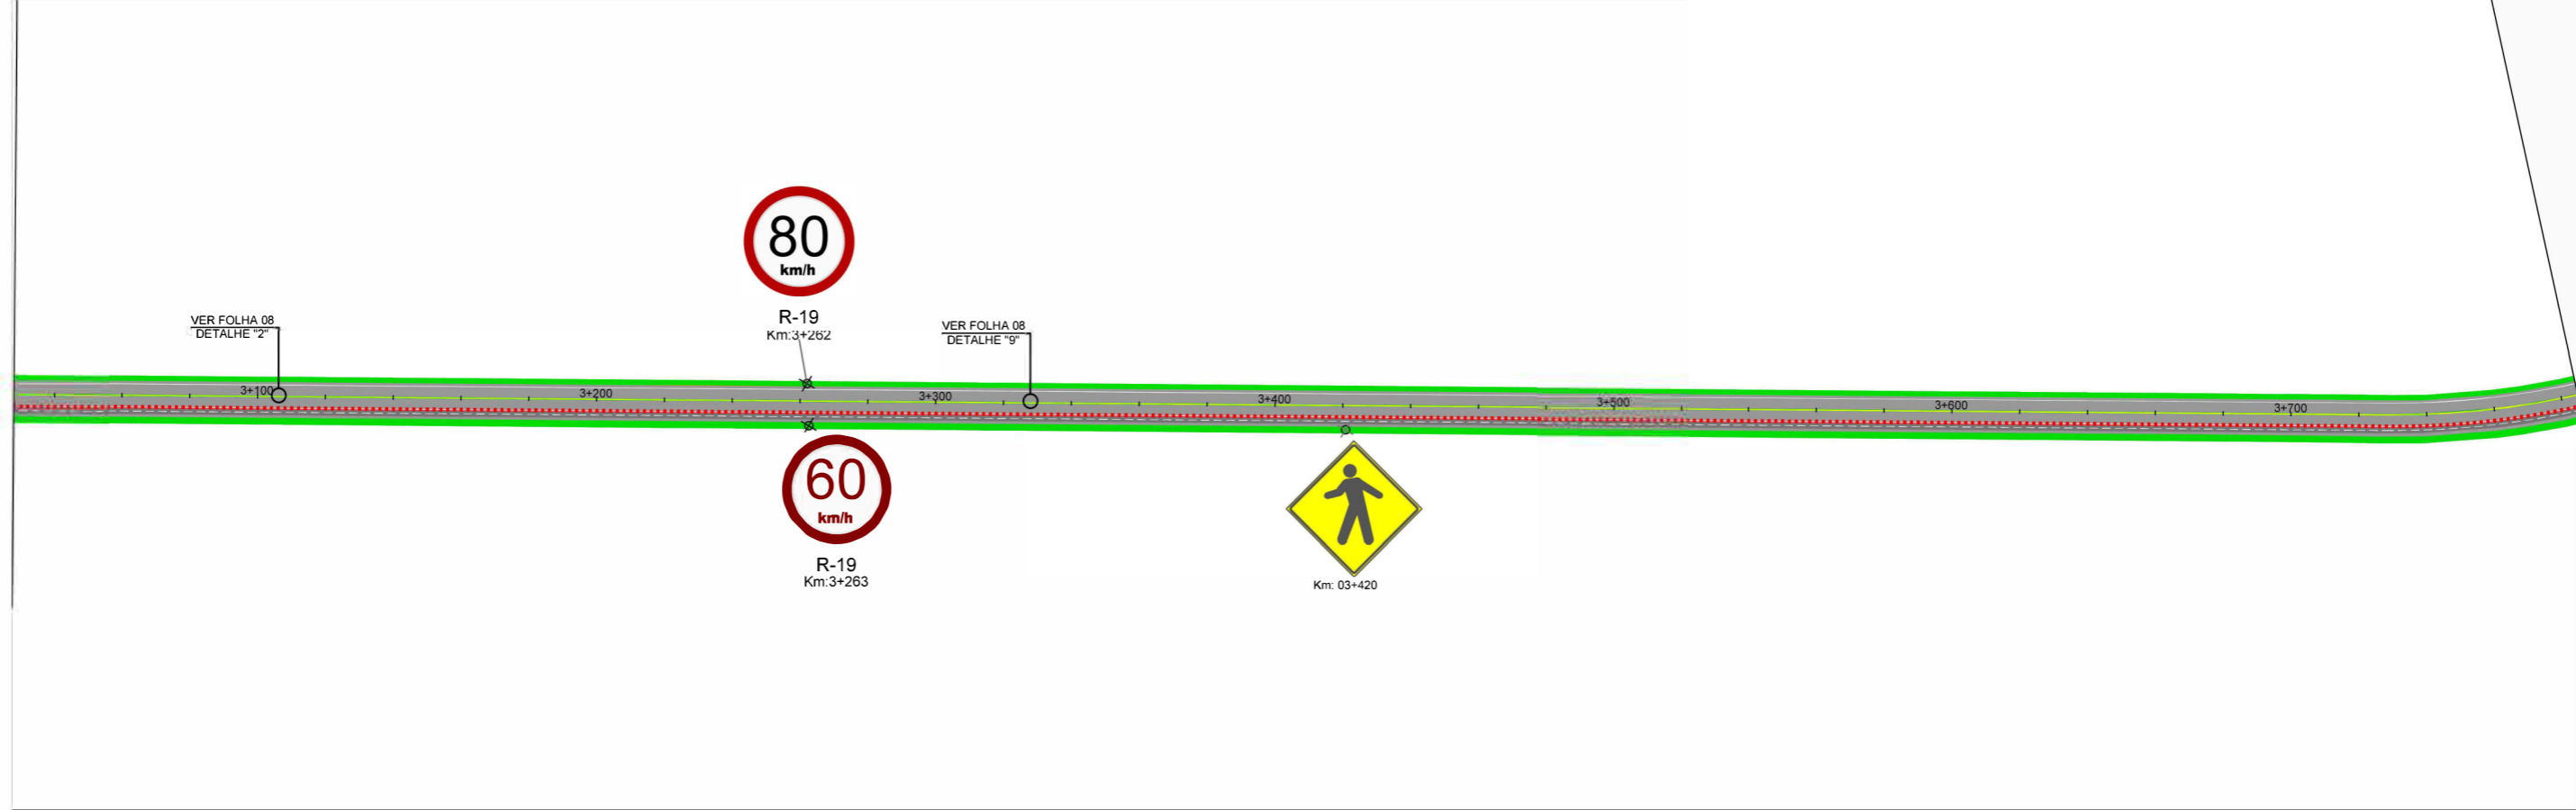 80
km/h
R-19
Km:3+262
VER FOLHA 08
DETALHE "2"
VER FOLHA 08
DETALHE "9"
3+100
3+200
3+300
3+400
3+500
3+600
3+700
60
km/h
R-19
Km:3+263
Km: 03+420